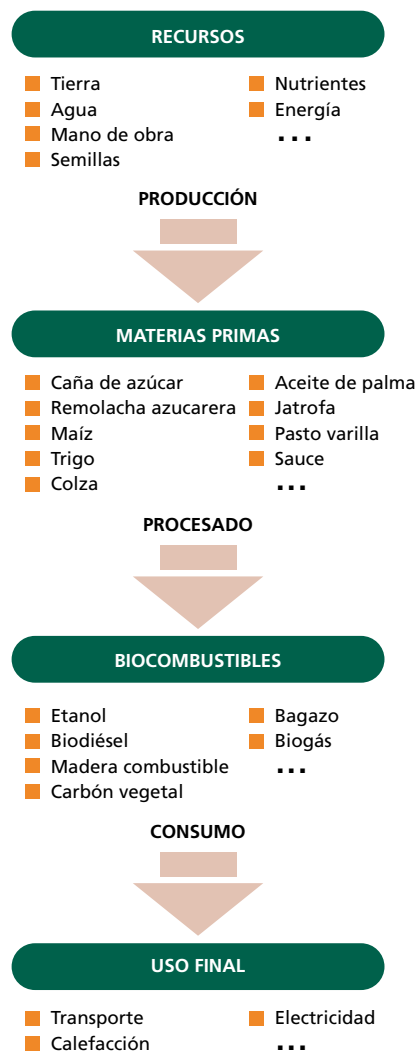 RECURSOS
Tierra
Agua
Mano de obra
Semillas
Nutrientes
Energía
...
PRODUCCIÓN
MATERIAS PRIMAS
Caña de azúcar
Remolacha azucarera
Maíz
Trigo
Colza
Aceite de palma
Jatrofa
Pasto varilla
Sauce
...
PROCESADO
BIOCOMBUSTIBLES
Etanol
Biodiésel
Madera combustible
Carbón vegetal
Bagazo
Biogás
...
CONSUMO
USO FINAL
Transporte
Calefacción
Electricidad
...